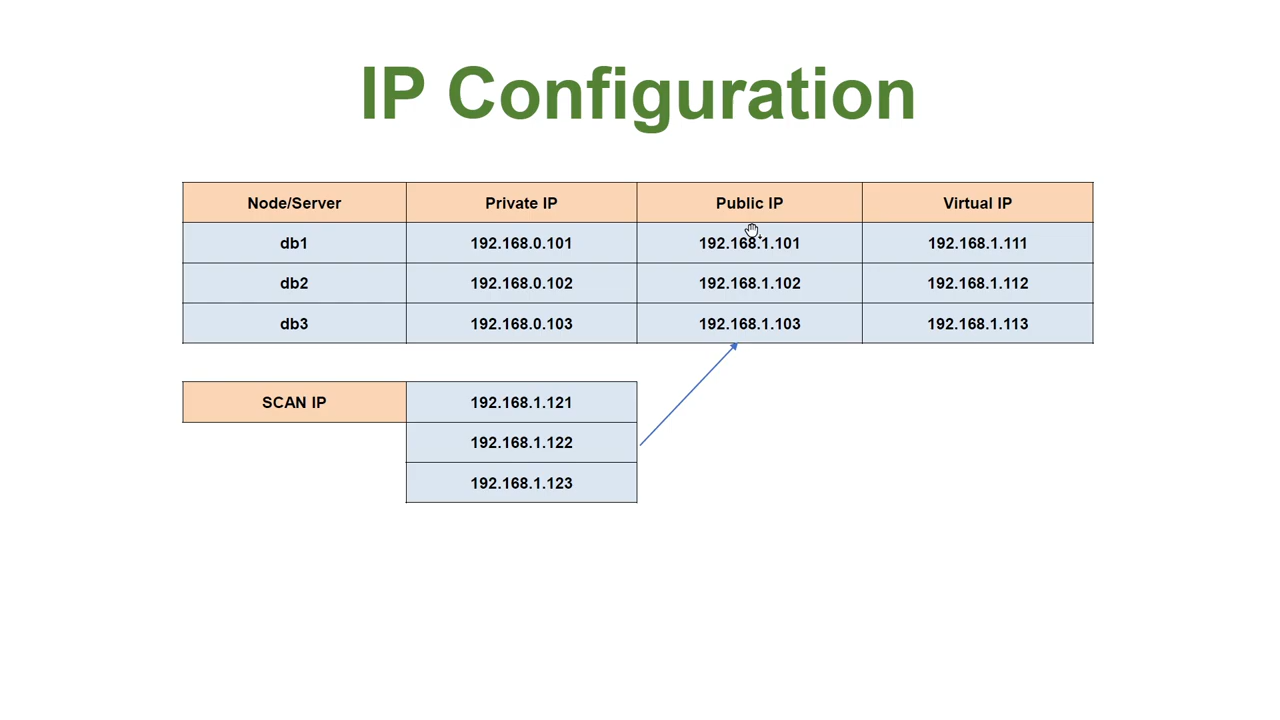 IP Configuration
Node/Server Private IP Public IP Virtual IP
db1 192.168.0.101 192.168.1.101 192.168.1.111
db2 192.168.0.102 192.168.1.102 192.168.1.112
db3 192.168.0.103 192.168.1.103 192.168.1.113
SCAN IP 192.168.1.121
192.168.1.122
192.168.1.123